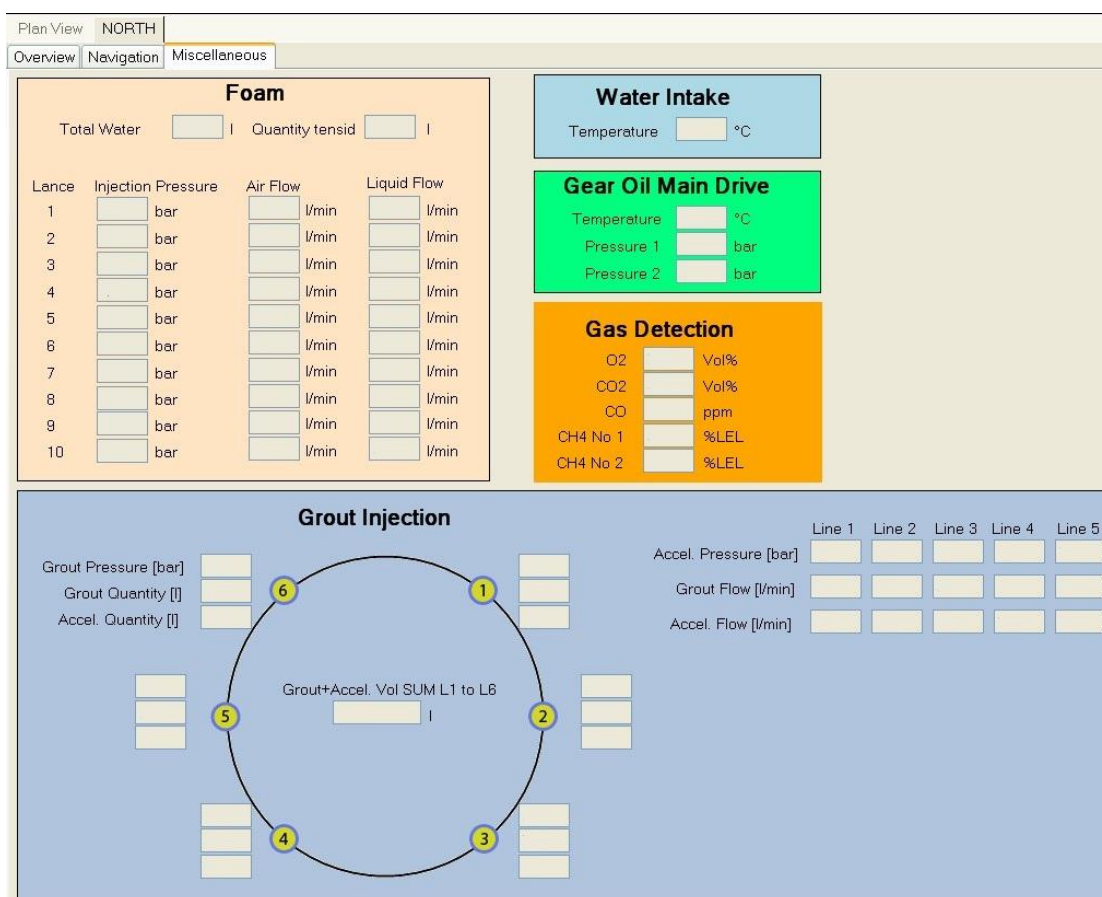 Plan View NORTH
Overview Navigation Miscellaneous
Foam
Total Water l Quantity tensid l
Lance Injection Pressure Air Flow Liquid Flow
1 bar l/min l/min
2 bar l/min l/min
3 bar l/min l/min
4 bar l/min l/min
5 bar l/min l/min
6 bar l/min l/min
7 bar l/min l/min
8 bar l/min l/min
9 bar l/min l/min
10 bar l/min l/min
Water Intake
Temperature °C
Gear Oil Main Drive
Temperature °C
Pressure 1 bar
Pressure 2 bar
Gas Detection
O2 Vol%
CO2 Vol%
CO ppm
CH4 No 1 %LEL
CH4 No 2 %LEL
Grout Injection
Grout Pressure [bar]
Grout Quantity [l]
Accel. Quantity [l]
6 1
Grout+Accel. Vol SUM L1 to L6
l
5 2
4 3
Line 1 Line 2 Line 3 Line 4 Line 5
Accel. Pressure [bar]
Grout Flow [l/min]
Accel. Flow [l/min]